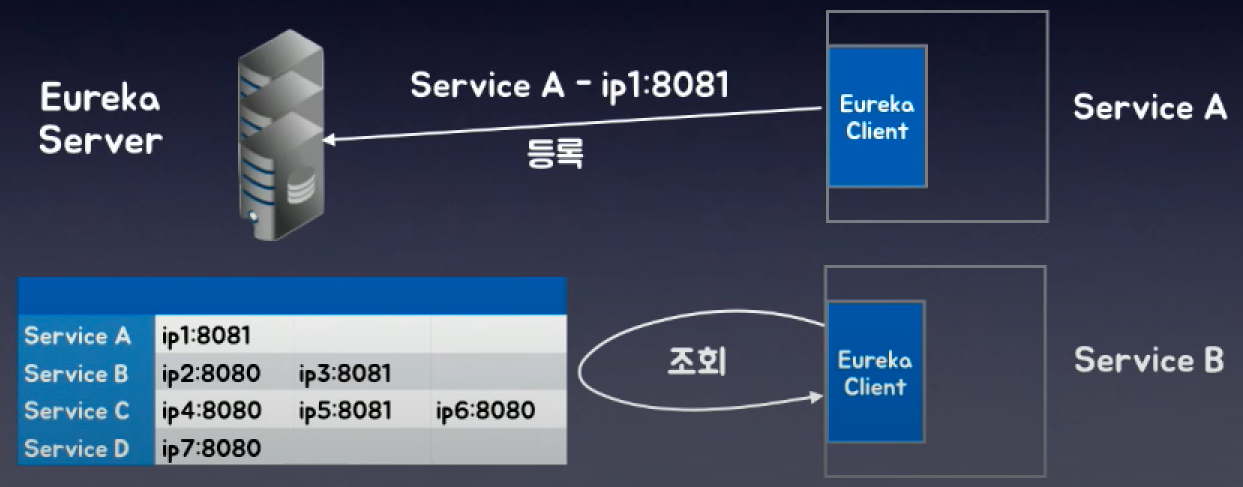 Eureka
Server
Service A - ip1:8081
등록
Eureka
Client
Service A
Service A ip1:8081
Service B ip2:8080 ip3:8081
Service C ip4:8080 ip5:8081 ip6:8080
Service D ip7:8080
조회
Eureka
Client
Service B